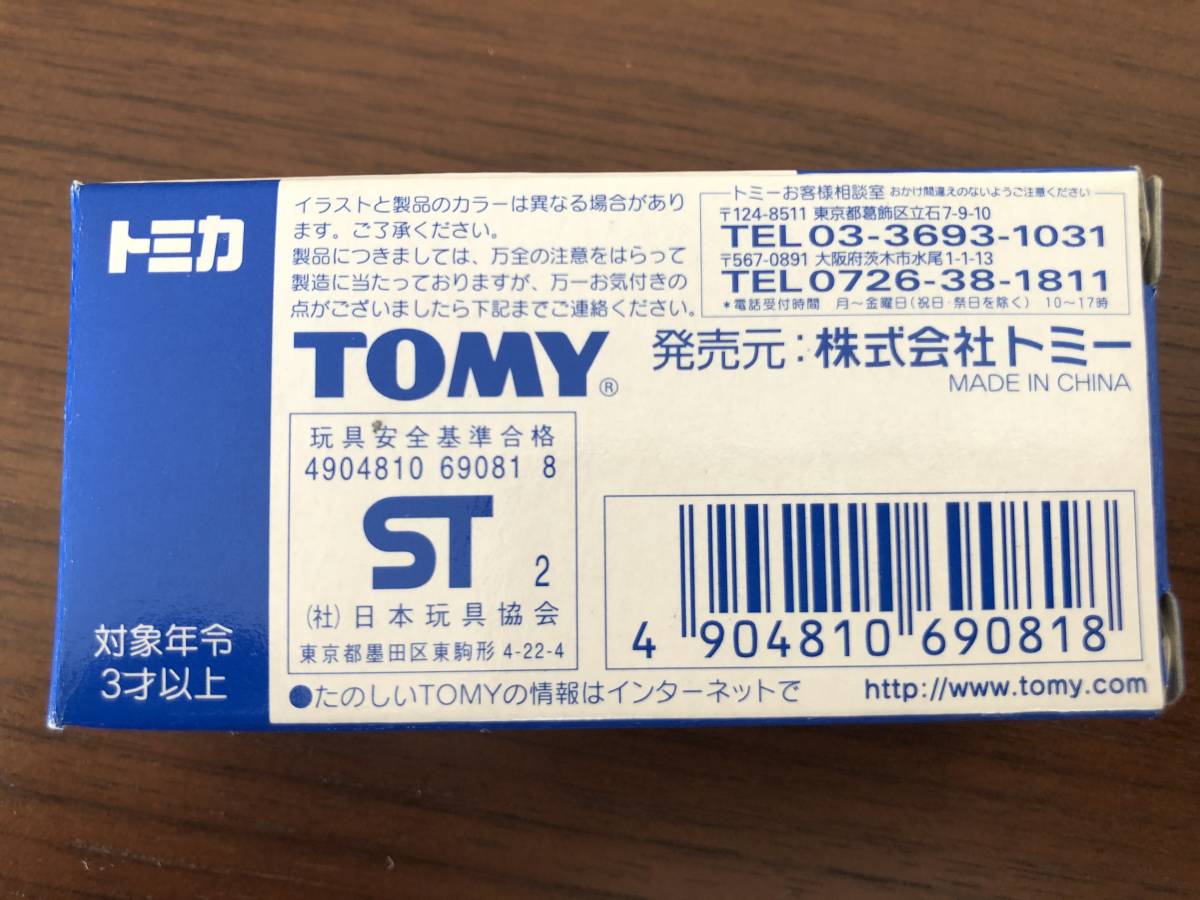 トミカ
対象年令
3才以上
イラストと製品のカラーは異なる場合があり
ます。ご了承ください。
製品につきましては、万全の注意をはらって
製造に当たっておりますが、万一お気付きの
点がございましたら下記までご連絡ください。
トミーお客様相談室 おかけ間違えのないようご注意ください
〒124-8511 東京都葛飾区立石7-9-10
TEL 03-3693-1031
〒567-0891 大阪府茨木市水尾1-1-13
TEL 0726-38-1811
*電話受付時間 月~金曜日(祝日・祭日を除く) 10~17時
TOMY®
発売元:株式会社トミー
MADE IN CHINA
玩具安全基準合格
4904810 69081 8
ST 2
(社)日本玩具協会
東京都墨田区東駒形 4-22-4
4 904810 690818
●たのしいTOMYの情報はインターネットで http://www.tomy.com